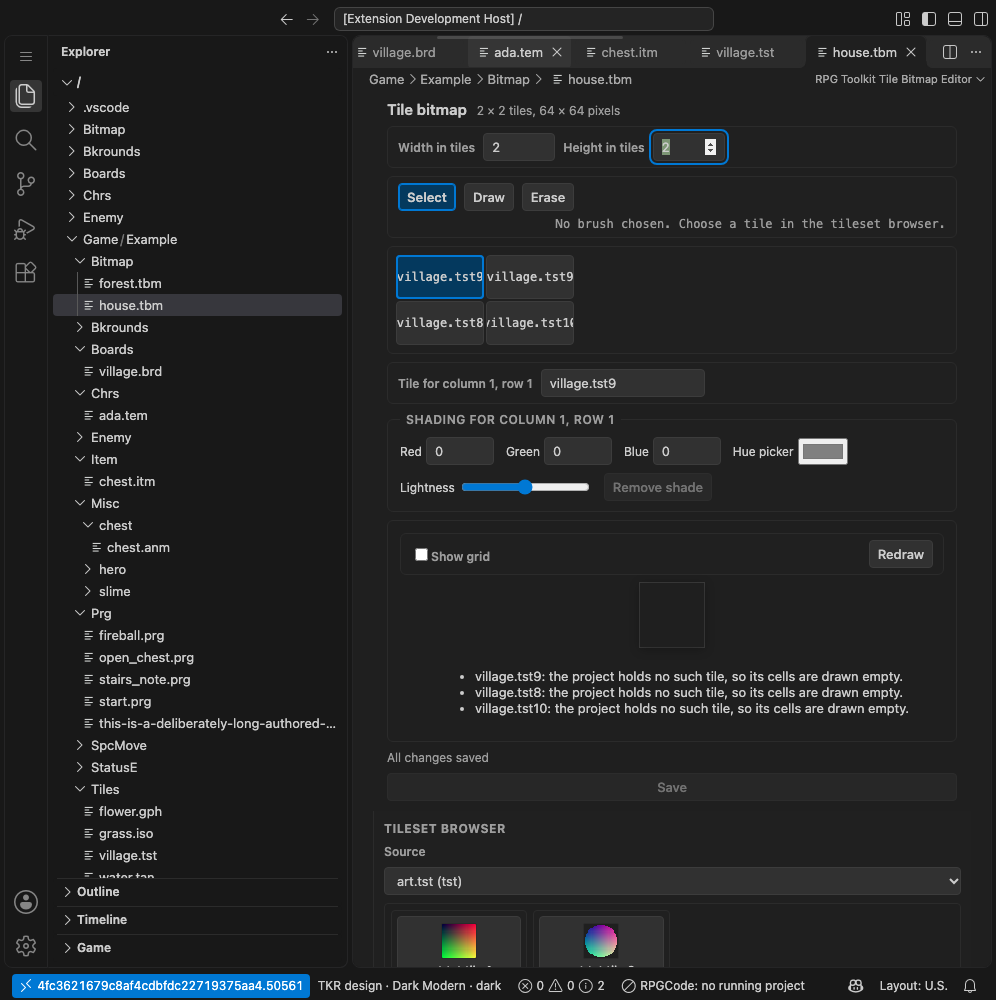 [Extension Development Host] /
Explorer
/
.vscode
Bitmap
Bkrounds
Boards
Chrs
Enemy
Game / Example
Bitmap
forest.tbm
house.tbm
Bkrounds
Boards
village.brd
Chrs
ada.tem
Enemy
Item
chest.itm
Misc
chest
chest.anm
hero
slime
Prg
fireball.prg
open_chest.prg
stairs_note.prg
start.prg
this-is-a-deliberately-long-authored-...
SpcMove
StatusE
Tiles
flower.gph
grass.iso
village.tst
water.tan
Outline
Timeline
Game
village.brd
ada.tem
chest.itm
village.tst
house.tbm
Game > Example > Bitmap > house.tbm
RPG Toolkit Tile Bitmap Editor
Tile bitmap 2 × 2 tiles, 64 × 64 pixels
Width in tiles 2 Height in tiles 2
Select Draw Erase
No brush chosen. Choose a tile in the tileset browser.
village.tst9 village.tst9
village.tst8 village.tst10
Tile for column 1, row 1 village.tst9
SHADING FOR COLUMN 1, ROW 1
Red 0 Green 0 Blue 0 Hue picker
Lightness Remove shade
Show grid Redraw
• village.tst9: the project holds no such tile, so its cells are drawn empty.
• village.tst8: the project holds no such tile, so its cells are drawn empty.
• village.tst10: the project holds no such tile, so its cells are drawn empty.
All changes saved
Save
TILESET BROWSER
Source
art.tst (tst)
4fc3621679c8af4cdbfdc22719375aa4.50561 TKR design · Dark Modern · dark 0 0 2 RPGCode: no running project Layout: U.S.